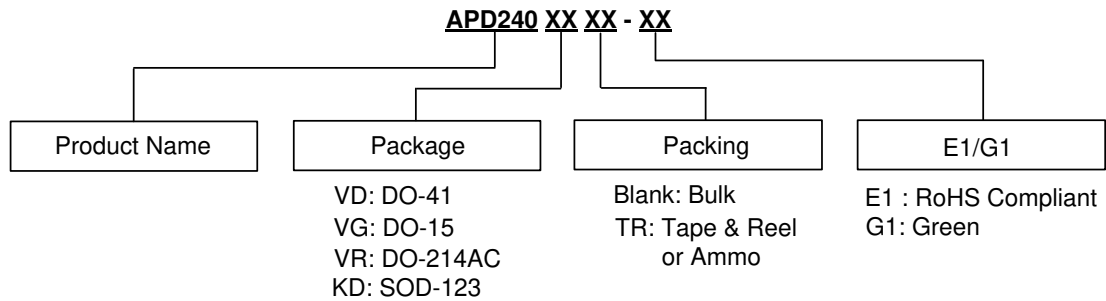 APD240 XX XX - XX
Product Name
Package
Packing
E1/G1
VD: DO-41
VG: DO-15
VR: DO-214AC
KD: SOD-123
Blank: Bulk
TR: Tape & Reel
or Ammo
E1 : RoHS Compliant
G1: Green